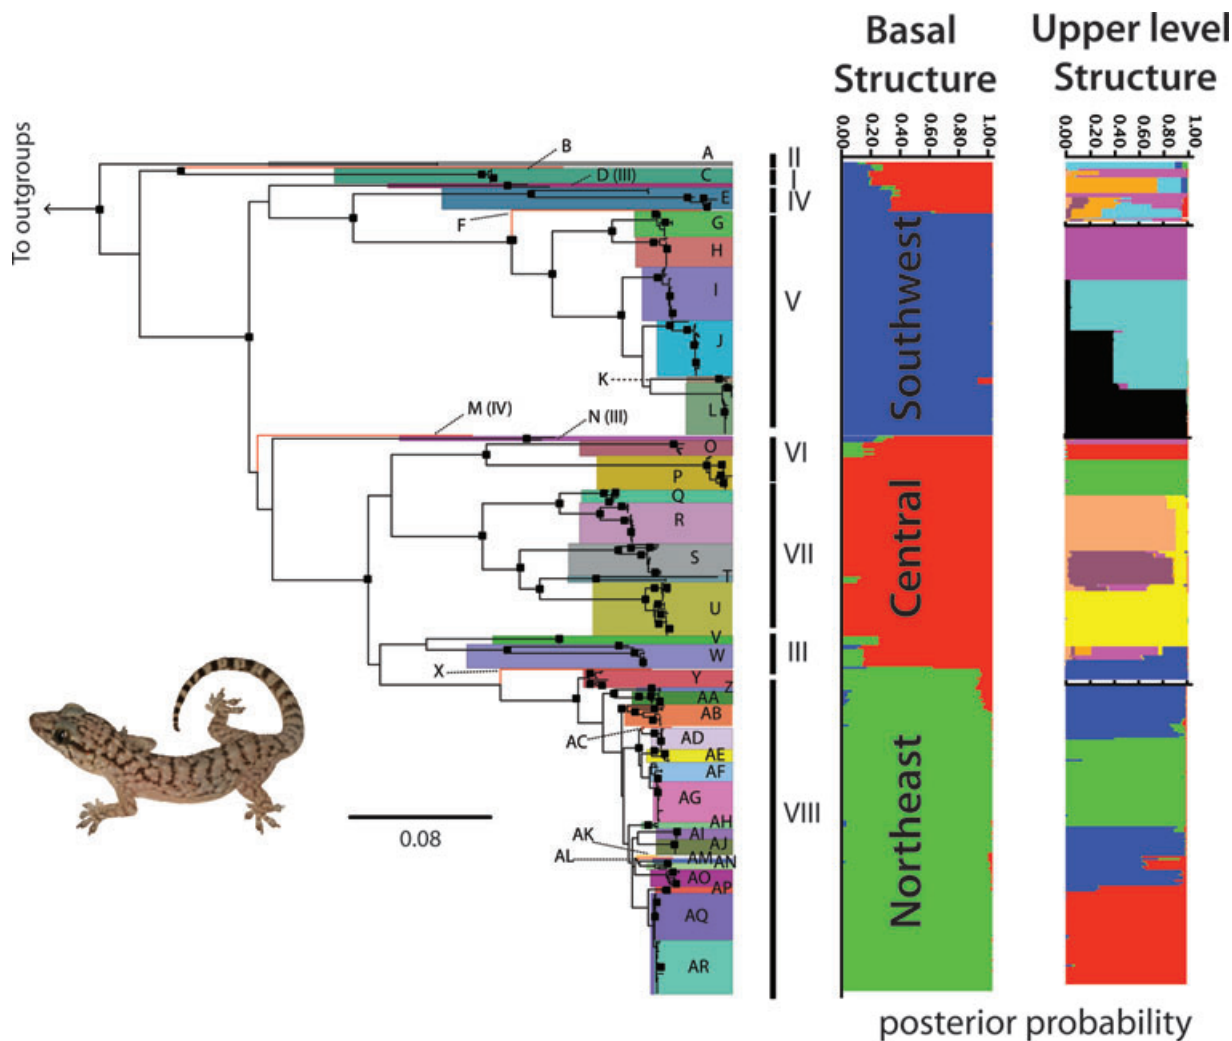 Basal
Structure
Upper level
Structure
0.00
0.20
0.40
0.60
0.80
1.00
0.00
0.20
0.40
0.60
0.80
1.00
To outgroups
A
B
C
D (III)
E
F
G
H
I
J
K
L
M (IV)
N (III)
O
P
Q
R
S
T
U
V
W
X
Y
Z
AA
AB
AC
AD
AE
AF
AG
AH
AI
AJ
AK
AL
AM
AN
AO
AP
AQ
AR
II
I
IV
V
VI
VII
III
VIII
Southwest
Central
Northeast
0.08
posterior probability